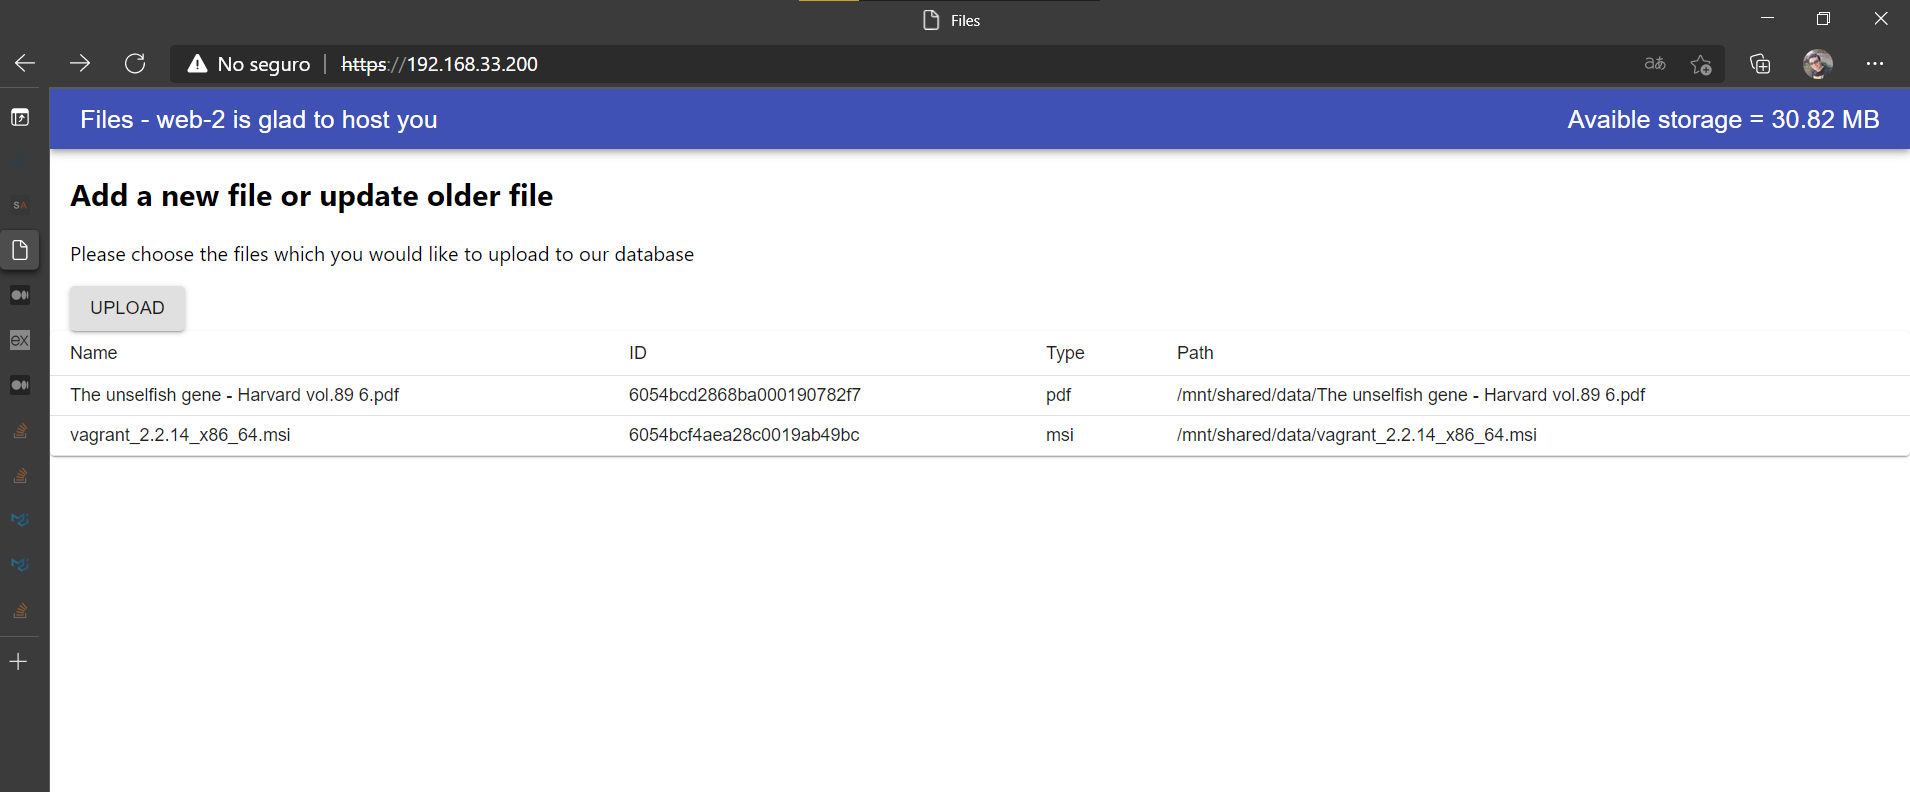 Files
No seguro | https://192.168.33.200 aあ
Files - web-2 is glad to host you Avaible storage = 30.82 MB
Add a new file or update older file
SA
Please choose the files which you would like to upload to our database
UPLOAD
ex
Name ID Type Path
The unselfish gene - Harvard vol.89 6.pdf 6054bcd2868ba000190782f7 pdf /mnt/shared/data/The unselfish gene - Harvard vol.89 6.pdf
vagrant_2.2.14_x86_64.msi 6054bcf4aea28c0019ab49bc msi /mnt/shared/data/vagrant_2.2.14_x86_64.msi